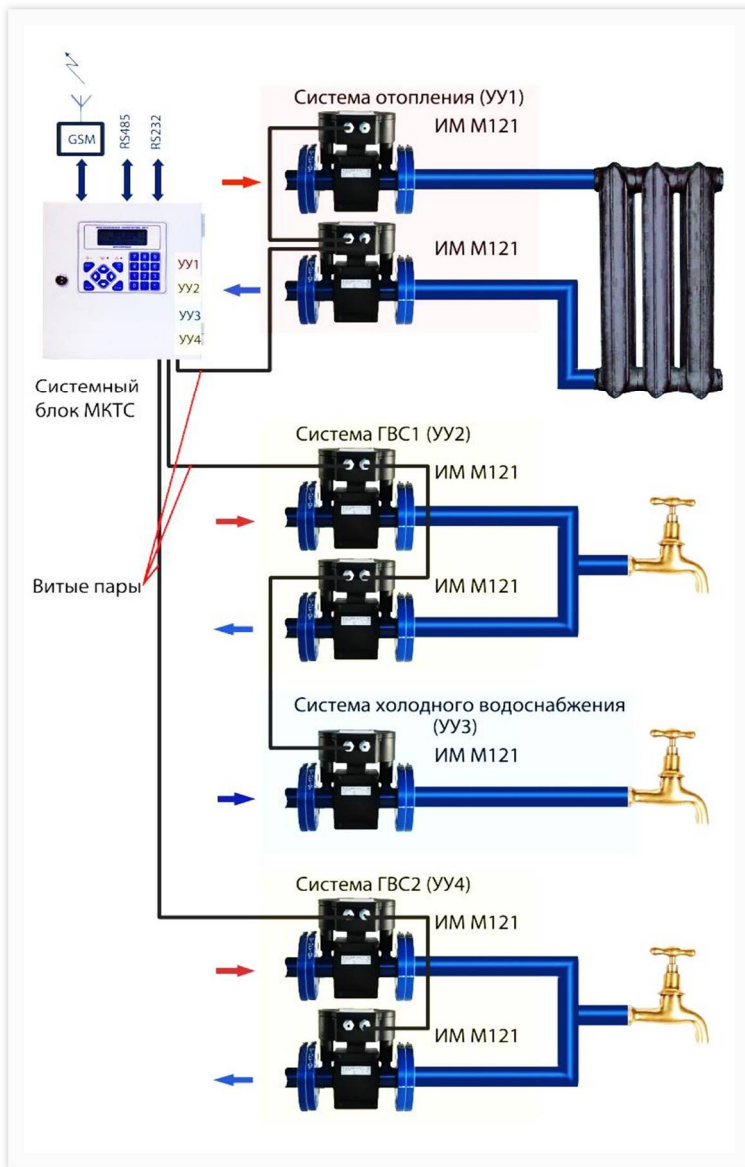 Система отопления (УУ1)
ИМ М121
GSM
RS485
RS232
УУ1
УУ2
УУ3
УУ4
ИМ М121
Системный
блок МКТС
Система ГВС1 (УУ2)
ИМ М121
Витые пары
ИМ М121
Система холодного водоснабжения
(УУ3)
ИМ М121
Система ГВС2 (УУ4)
ИМ М121
ИМ М121